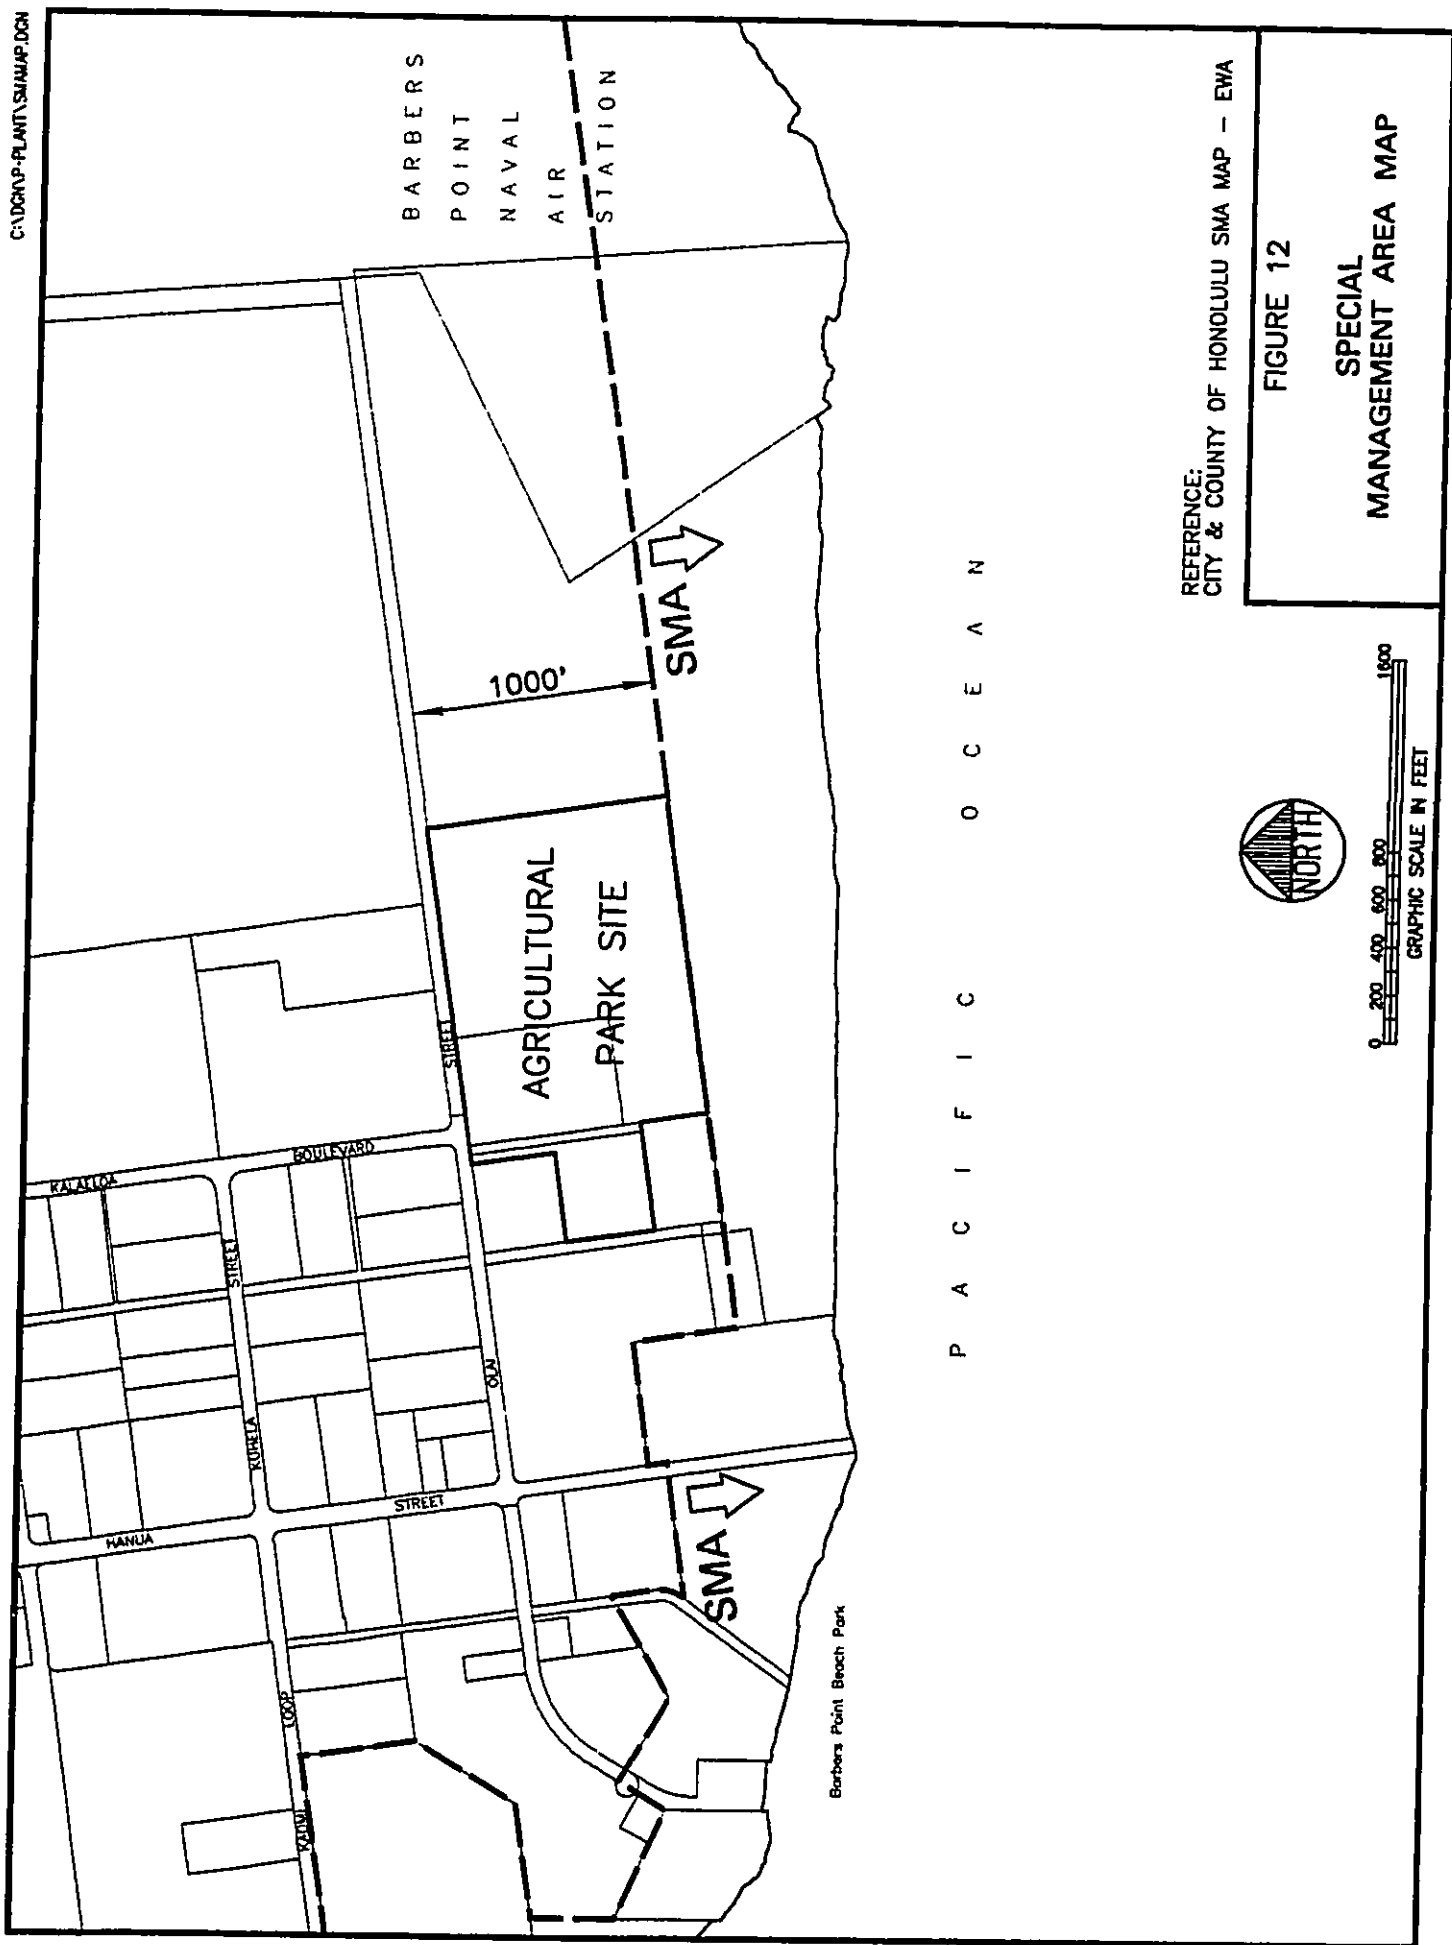 C:\DGN\P-PLANT\SMAMAP.DGN
BARBERS
POINT
NAVAL
AIR
STATION
KALAELOA
BOULEVARD
STREET
KUHELA
STREET
OLAI
HANUA
STREET
KAOMI
LOOP
1000'
AGRICULTURAL
PARK SITE
SMA
SMA
Barbers Point Beach Park
PACIFIC OCEAN
NORTH
0 200 400 600 800 1600
GRAPHIC SCALE IN FEET
REFERENCE:
CITY & COUNTY OF HONOLULU SMA MAP - EWA
FIGURE 12
SPECIAL
MANAGEMENT AREA MAP